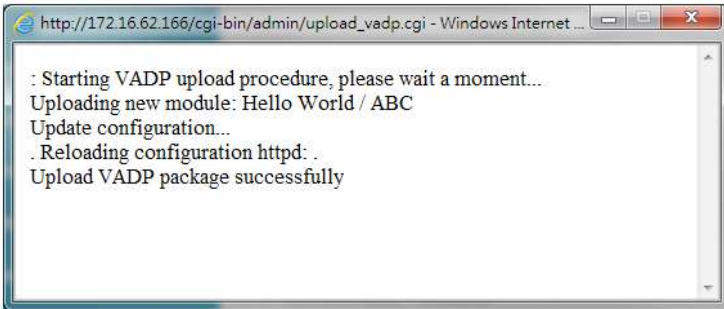 http://172.16.62.166/cgi-bin/admin/upload_vadp.cgi - Windows Internet ...
: Starting VADP upload procedure, please wait a moment...
Uploading new module: Hello World / ABC
Update configuration...
. Reloading configuration httpd: .
Upload VADP package successfully